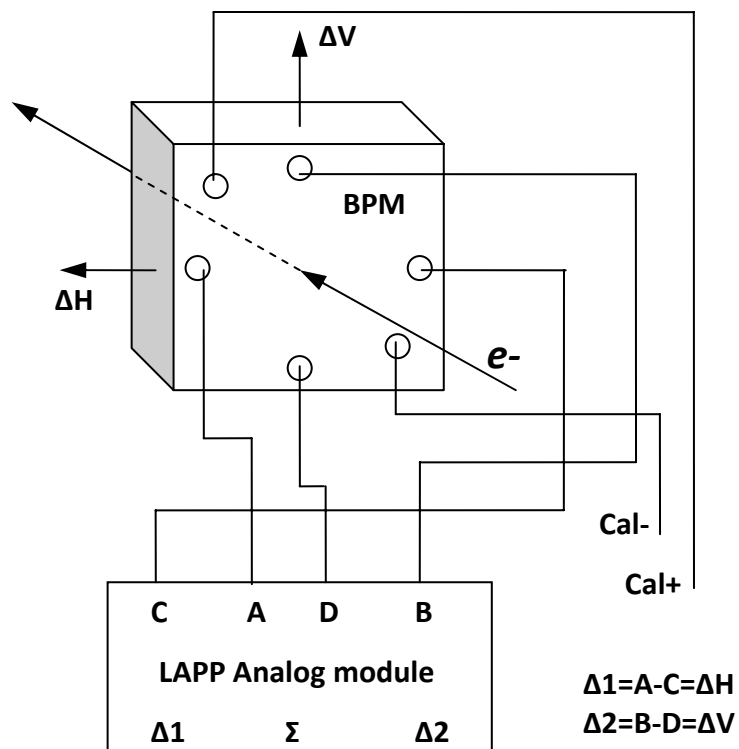 ΔV
BPM
ΔH
e-
Cal-
Cal+
C A D B
LAPP Analog module
Δ1 Σ Δ2
Δ1=A-C=ΔH
Δ2=B-D=ΔV